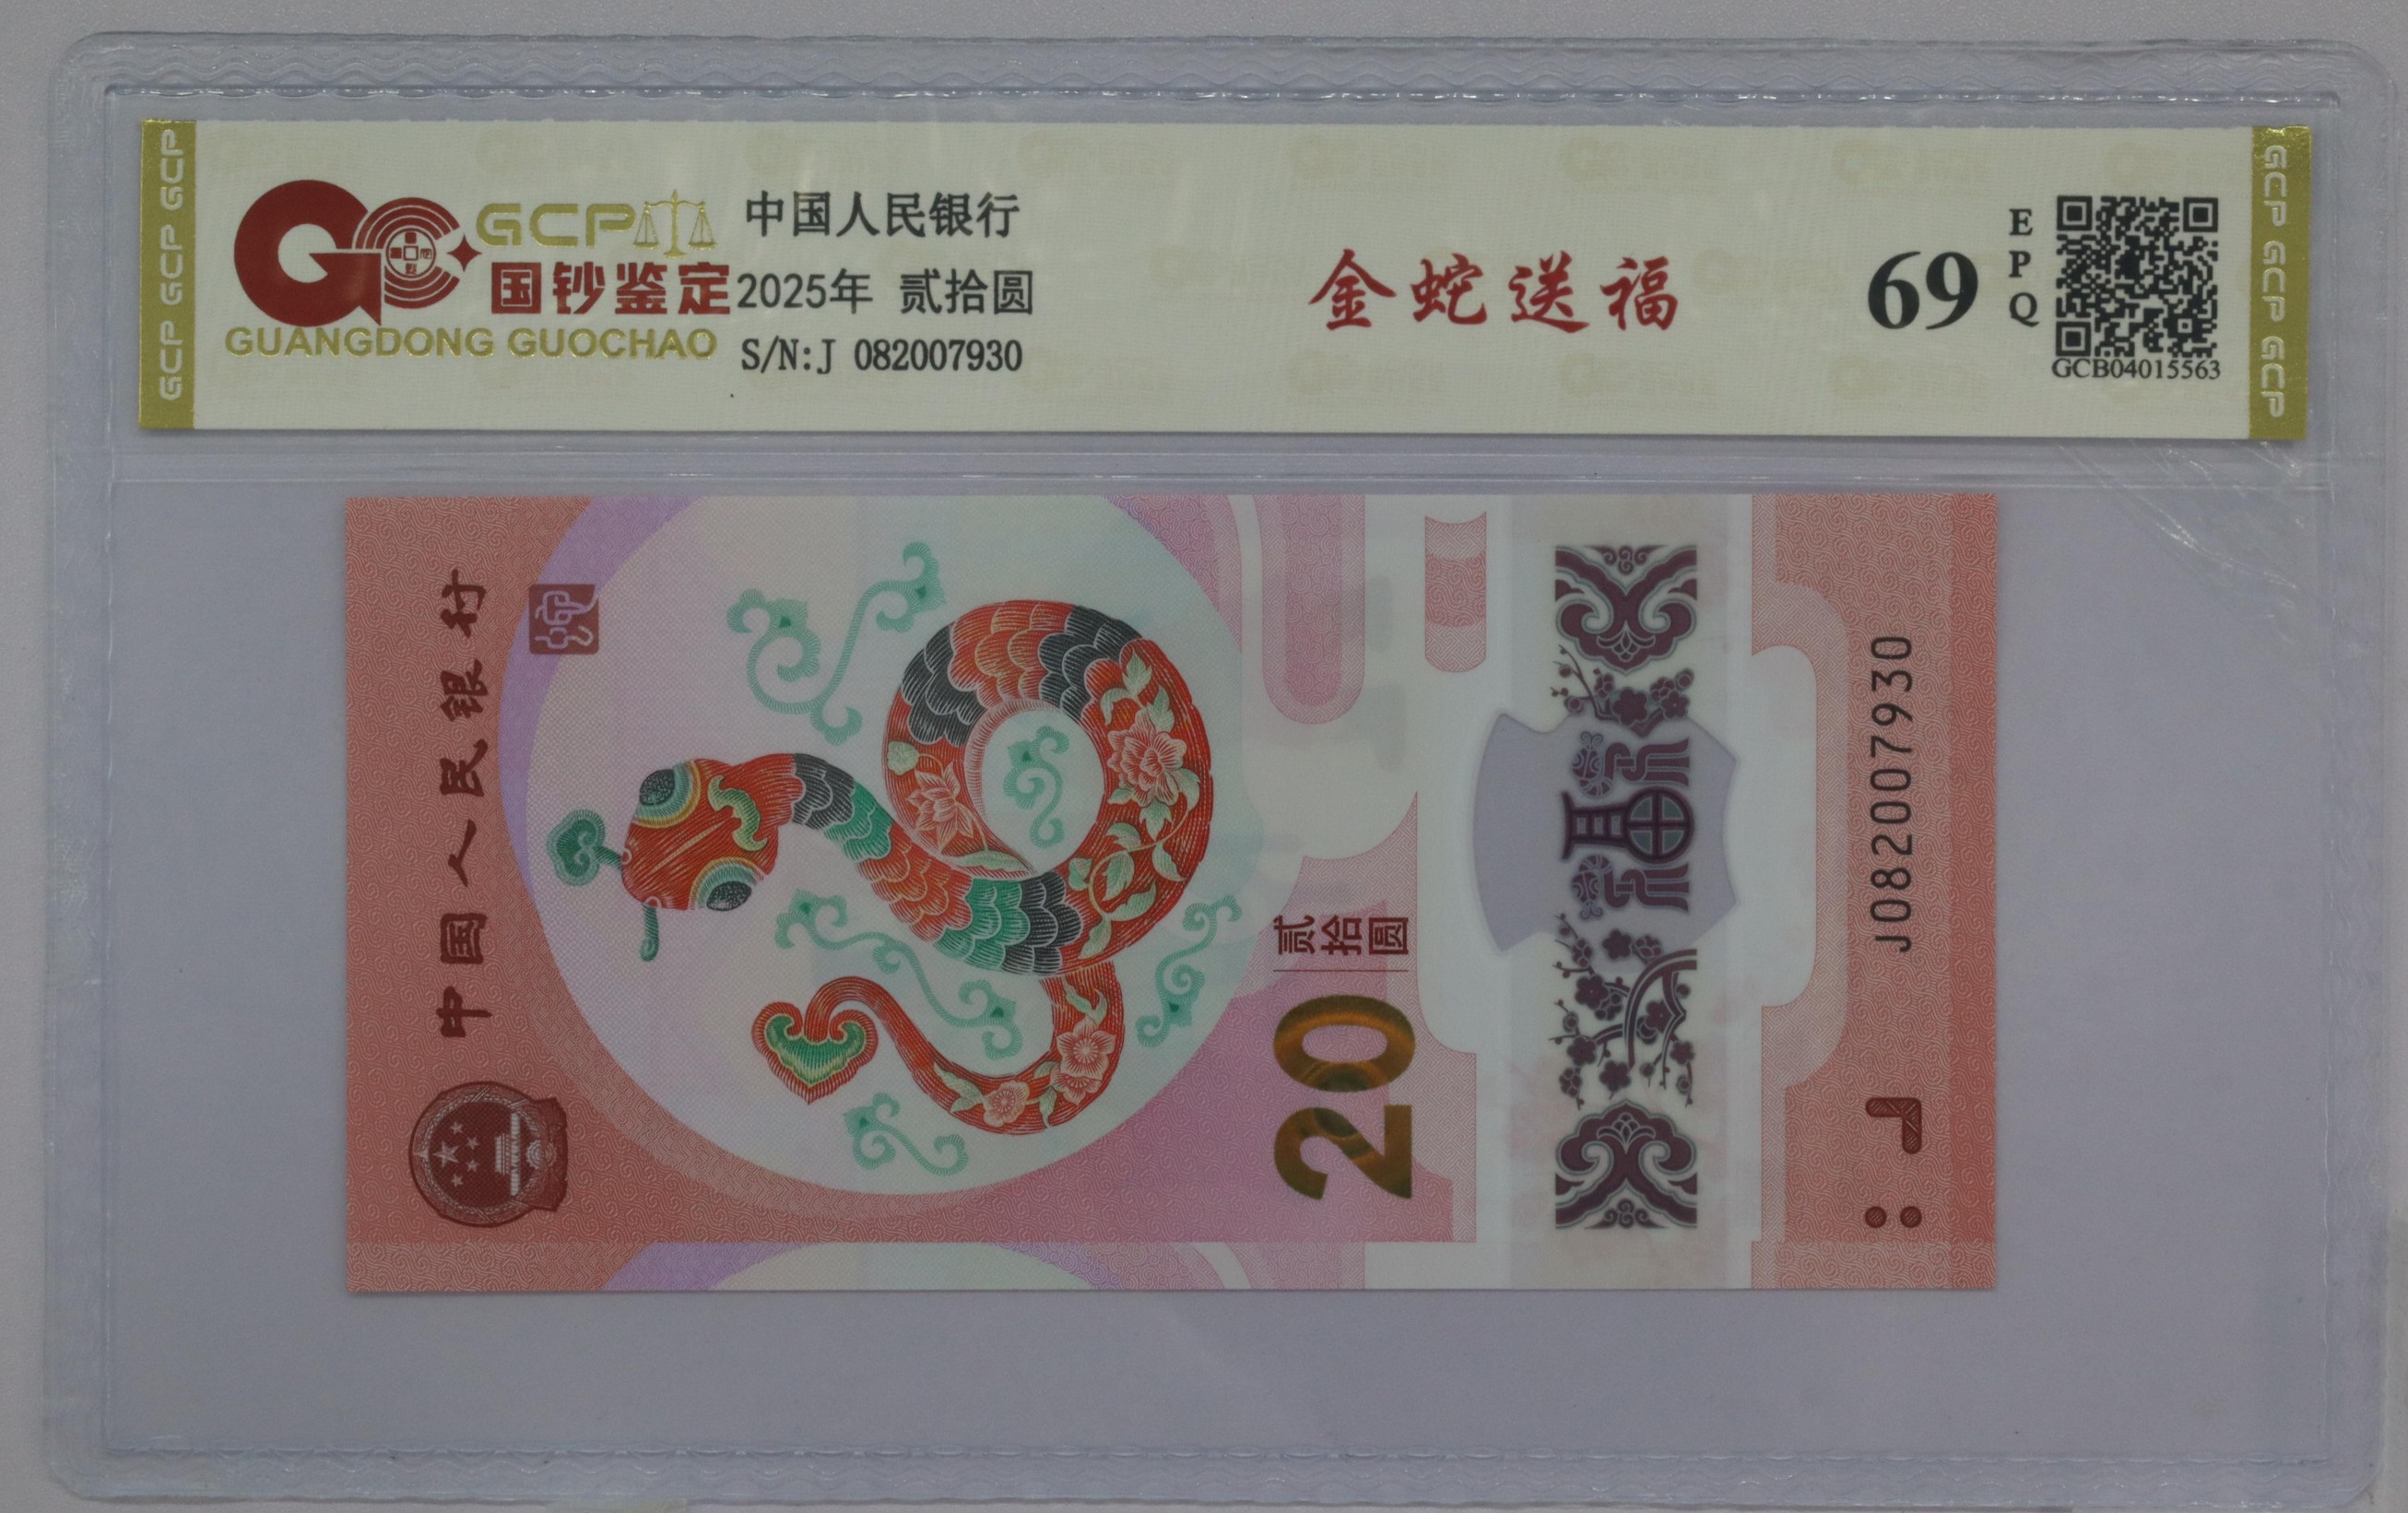 GCP GCP GCP
GCP
国钞鉴定
GUANGDONG GUOCHAO
中国人民银行
2025年 贰拾圆
S/N:J 082007930
金蛇送福
69
EPQ
GCB04015563
GCP GCP GCP
中国人民银行
蛇
20
贰拾圆
福
J082007930